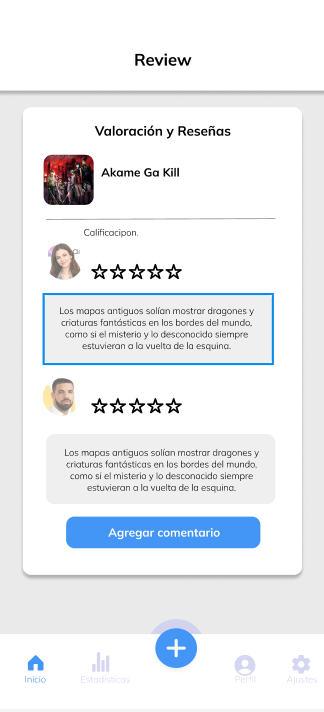 Review
Valoración y Reseñas
Akame Ga Kill
Calificacipon.
Los mapas antiguos solían mostrar dragones y
criaturas fantásticas en los bordes del mundo,
como si el misterio y lo desconocido siempre
estuvieran a la vuelta de la esquina.
Los mapas antiguos solían mostrar dragones y
criaturas fantásticas en los bordes del mundo,
como si el misterio y lo desconocido siempre
estuvieran a la vuelta de la esquina.
Agregar comentario
Inicio
Estadísticas
Perfil
Ajustes